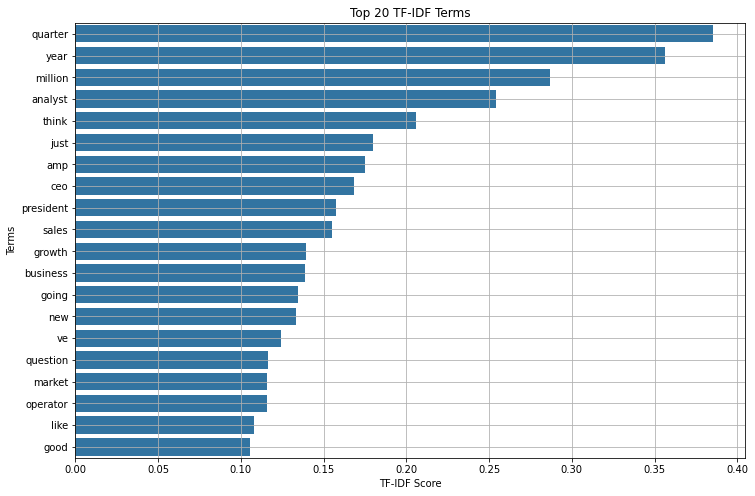 Top 20 TF-IDF Terms
quarter
year
million
analyst
think
just
amp
ceo
president
sales
growth
business
going
new
ve
question
market
operator
like
good
Terms
0.00 0.05 0.10 0.15 0.20 0.25 0.30 0.35 0.40
TF-IDF Score